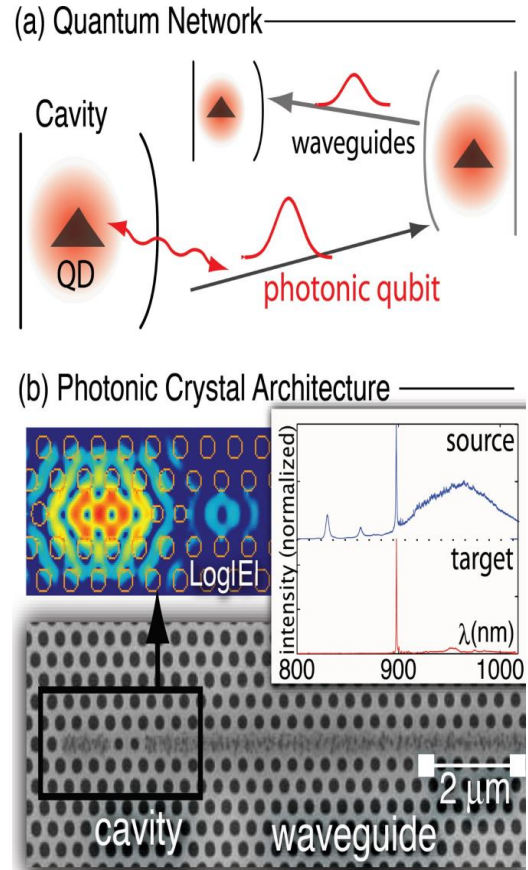 (a) Quantum Network
Cavity
QD
waveguides
photonic qubit
(b) Photonic Crystal Architecture
Log|E|
intensity (normalized)
source
target
λ(nm)
800
900
1000
cavity
waveguide
2 μm